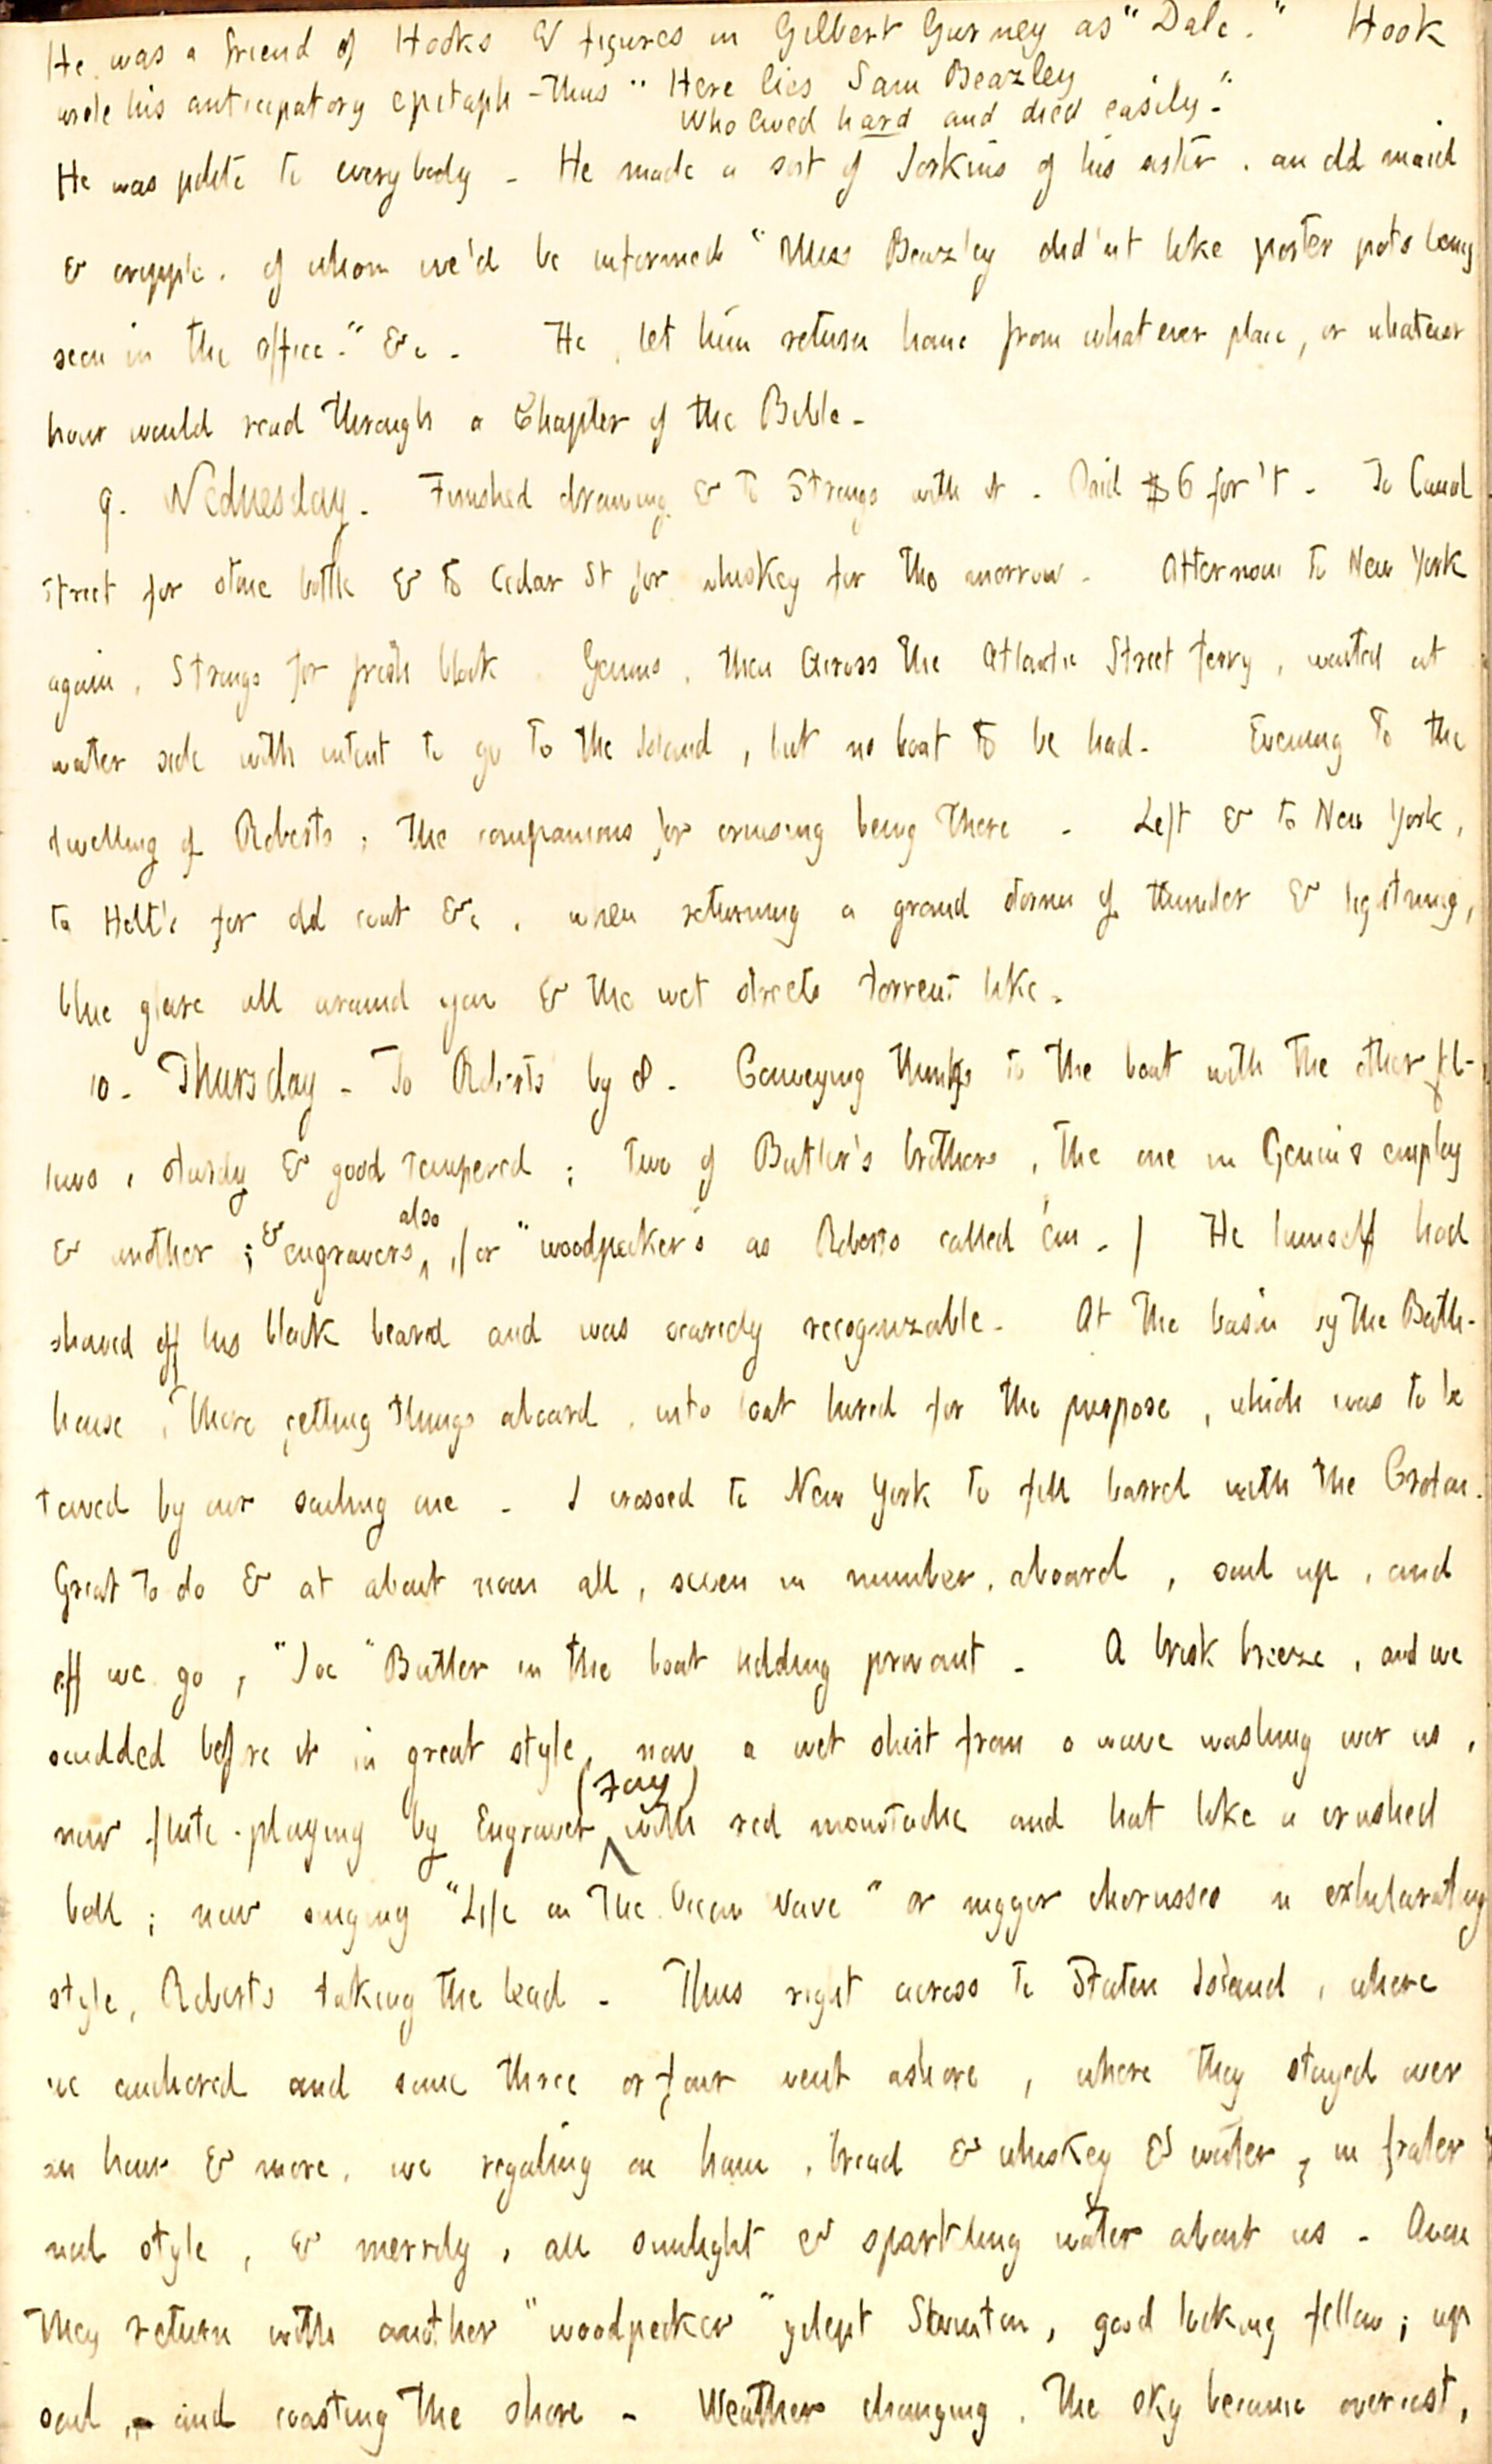 He was a friend of Hooks & figures in Gilbert Gurney as "Dale." Hook
wrote his anticipatory epitaph - thus " Here lies Sam Beazley
Who lived hard and died easily."
He was polite to everybody - He made a sort of Jorkins of his sister, an old maid
& cripple, of whom we'd be informed "Miss Beazley did'nt like porter pots being
seen in the office." &c - He, let him return home from whatever place, or whatever
hour would read through a Chapter of the Bible -
9. Wednesday - Finished drawing & to Strongs with it - Paid $6 for 't - To Canal
Street for stone bottle & to Cedar St for whiskey for the morrow - Afternoon to New York
again, Strongs for fresh block, Genins, then across the Atlantic Street ferry, waited at
water side with intent to go to the Island, but no boat to be had - Evening to the
dwelling of Roberts; the companions for cruising being there - Left & to New York,
to Holt's for old coat &c, when returning a grand storm of thunder & lightning,
blue glare all around you & the wet streets torrent like.
10 - Thursday - To Roberts by 8 - Conveying things to the boat with the other fel-
lows, sturdy & good tempered; two of Butler's brothers, the one in Genin's employ
& another; & engravers, also, (or "woodpeckers as Roberts called 'em - ) He himself had
shaved off his black beard and was scarcely recognizable - At the basin by the Bath-
house, there getting things aboard, into boat hired for the purpose, which was to be
towed by our sailing one - I crossed to New York to fill barrel with the Croton.
Great to do & at about noon all, seven in number, aboard, sail up, and
off we go, "Joe" Butler in the boat holding provant - A brisk breeze, and we
scudded before it in great style, now a wet shirt from a wave washing over us,
(Fay)
now flute-playing by Engraver with red moustache and hat like a crushed
bell; now singing "Life on The Ocean Wave" or nigger chorusses in exhilarating
style, Roberts taking the lead - Thus right across to Staten Island, where
we anchored and some three or four went ashore, where they stayed over
an hour & more, we regaling on ham, bread & whiskey & water, in frater
nal style, & merrily, all sunlight & sparkling water about us - Anon
they return with another "woodpecker" yclept Staunton, good looking fellow; up
sail, and coasting the shore - Weather changing, the sky became overcast,